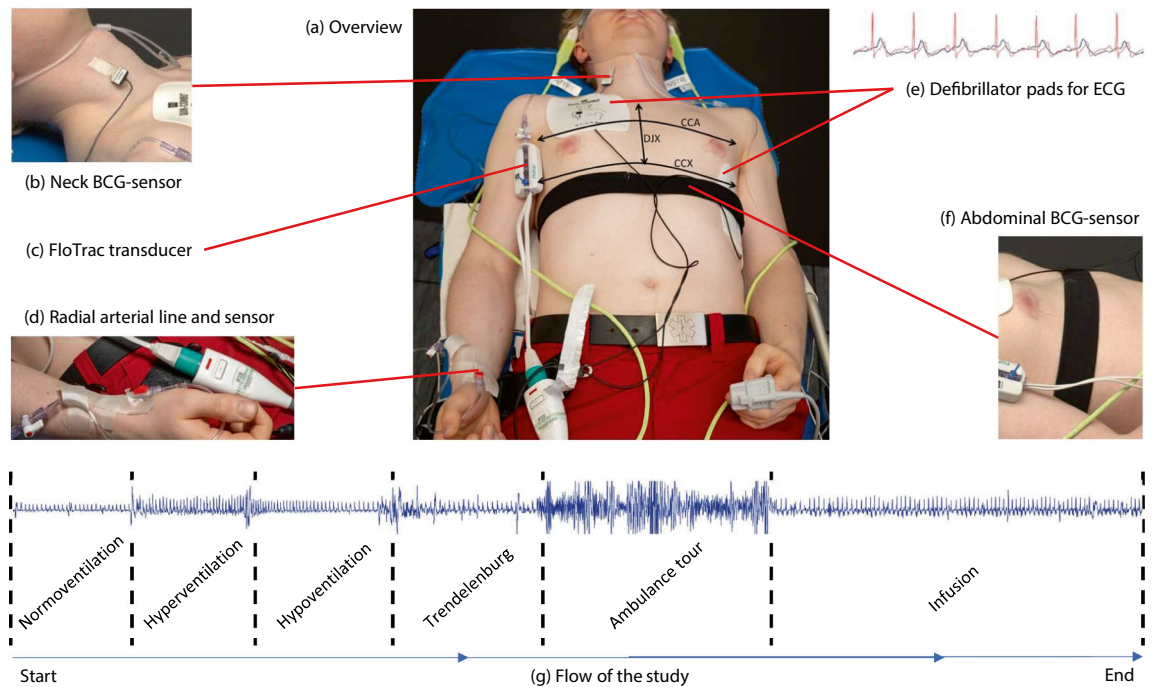 (a) Overview
(b) Neck BCG-sensor
(c) FloTrac transducer
(d) Radial arterial line and sensor
CCA
DJX
CCX
(e) Defibrillator pads for ECG
(f) Abdominal BCG-sensor
Normoventilation
Hyperventilation
Hypoventilation
Trendelenburg
Ambulance tour
Infusion
Start
(g) Flow of the study
End